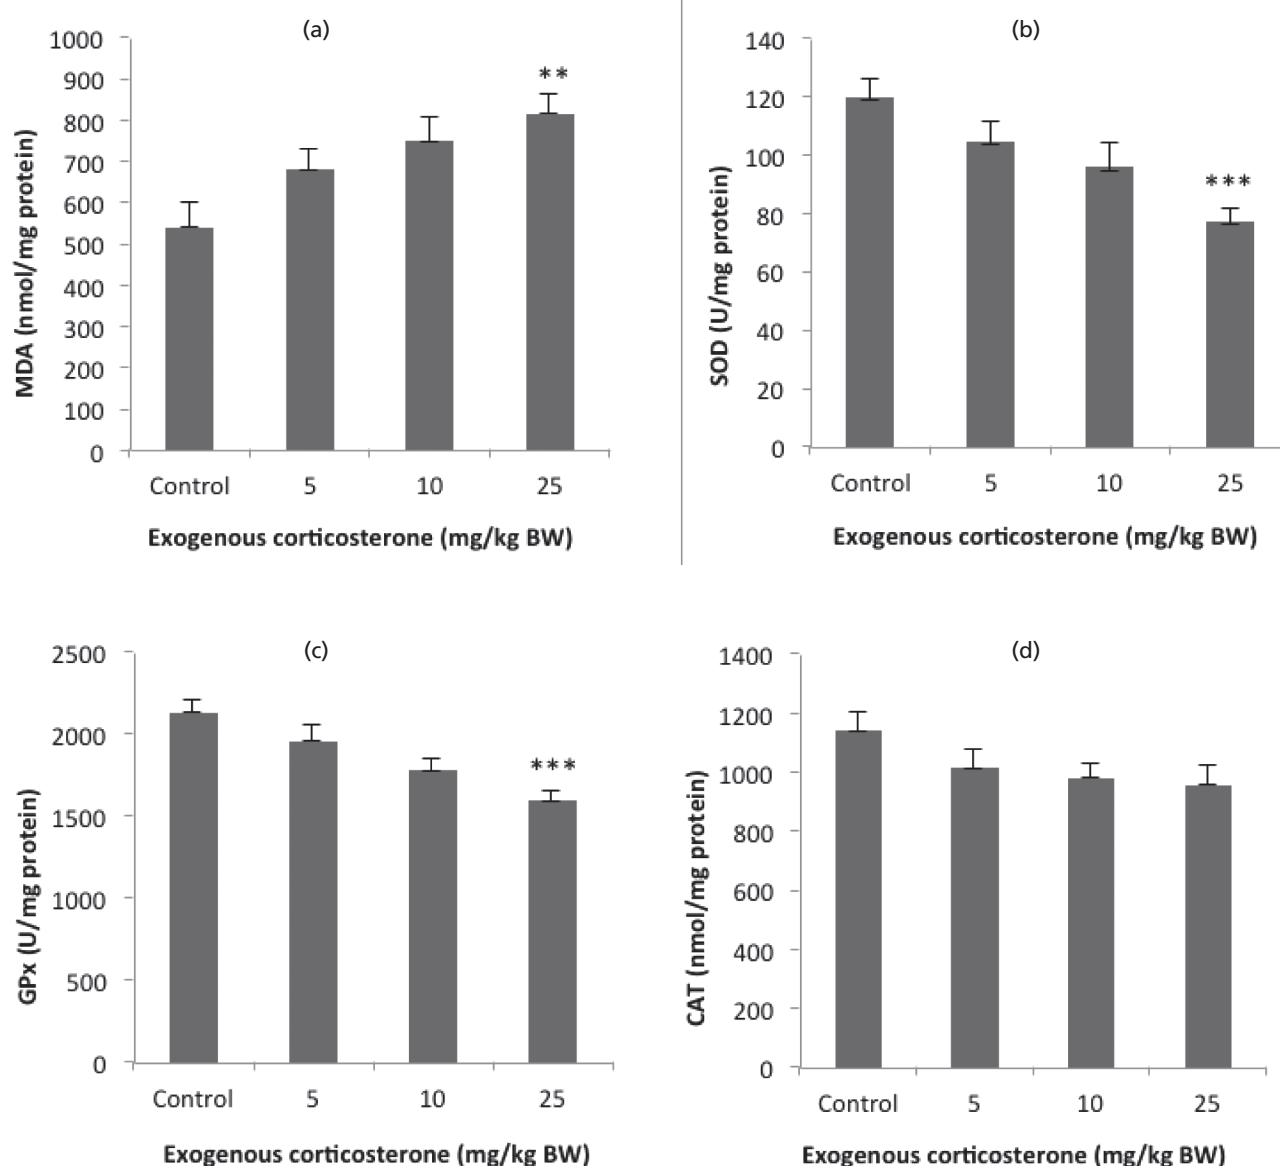 (a)
1000
900
800
700
600
500
400
300
200
100
0
MDA (nmol/mg protein)
**
Control 5 10 25
Exogenous corticosterone (mg/kg BW)
(b)
140
120
100
80
60
40
20
0
SOD (U/mg protein)
***
Control 5 10 25
Exogenous corticosterone (mg/kg BW)
(c)
2500
2000
1500
1000
500
0
GPx (U/mg protein)
***
Control 5 10 25
Exogenous corticosterone (mg/kg BW)
(d)
1400
1200
1000
800
600
400
200
0
CAT (nmol/mg protein)
Control 5 10 25
Exogenous corticosterone (mg/kg BW)